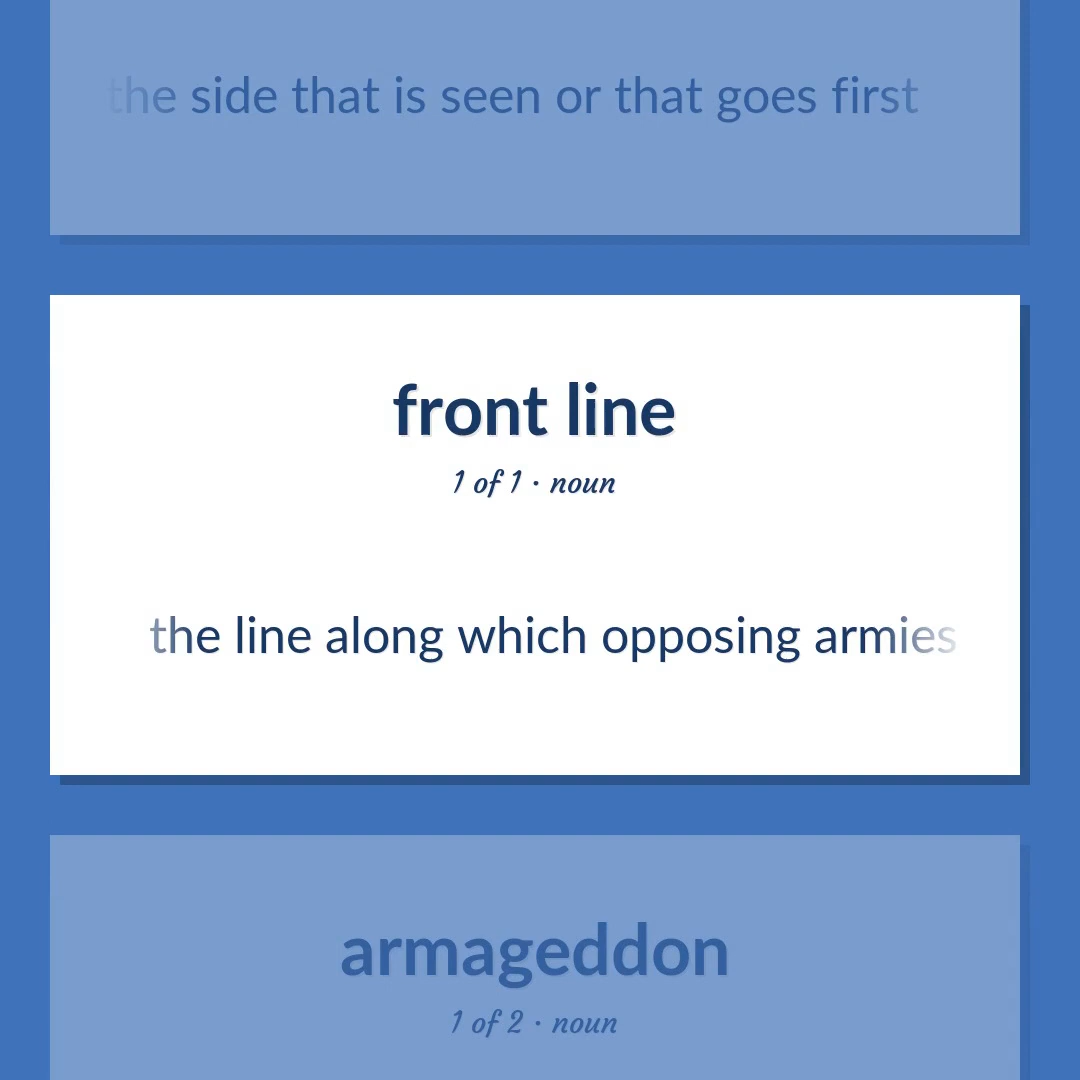 the side that is seen or that goes first
front line
1 of 1 · noun
the line along which opposing armies
armageddon
1 of 2 · noun